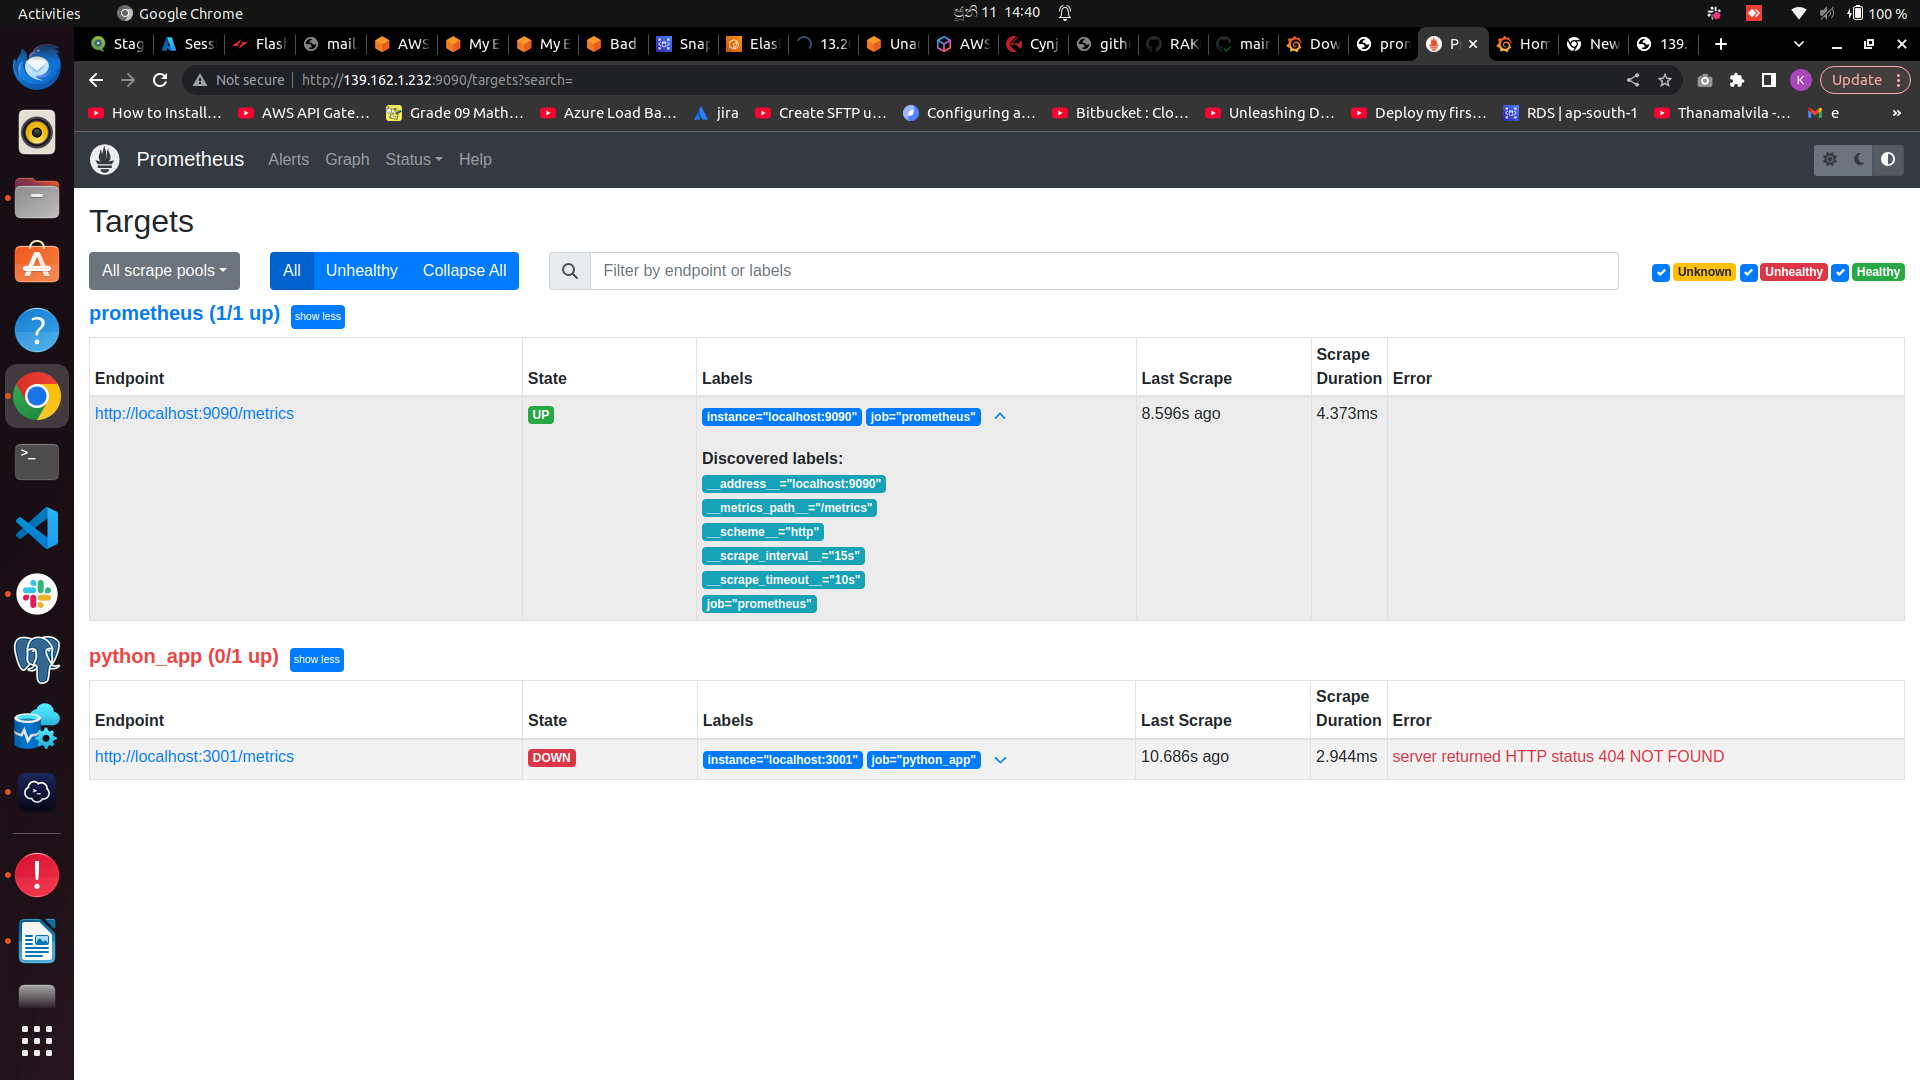 Activities Google Chrome ජූනි 11 14:40 100 %
Stag Sess Flash mail. AWS My E My E Bad Snap Elas 13.2 Unau AWS Cynj gith RAK mair Dow pron P Hom New 139.
Not secure http://139.162.1.232:9090/targets?search= K Update
How to Install… AWS API Gate… Grade 09 Math… Azure Load Ba… jira Create SFTP u… Configuring a… Bitbucket : Clo… Unleashing D… Deploy my firs… RDS | ap-south-1 Thanamalvila -… e »
Prometheus Alerts Graph Status Help
Targets
All scrape pools All Unhealthy Collapse All Filter by endpoint or labels Unknown Unhealthy Healthy
prometheus (1/1 up) show less
Endpoint State Labels Last Scrape Scrape Duration Error
http://localhost:9090/metrics UP instance="localhost:9090" job="prometheus" 8.596s ago 4.373ms
Discovered labels:
__address__="localhost:9090"
__metrics_path__="/metrics"
__scheme__="http"
__scrape_interval__="15s"
__scrape_timeout__="10s"
job="prometheus"
python_app (0/1 up) show less
Endpoint State Labels Last Scrape Scrape Duration Error
http://localhost:3001/metrics DOWN instance="localhost:3001" job="python_app" 10.686s ago 2.944ms server returned HTTP status 404 NOT FOUND